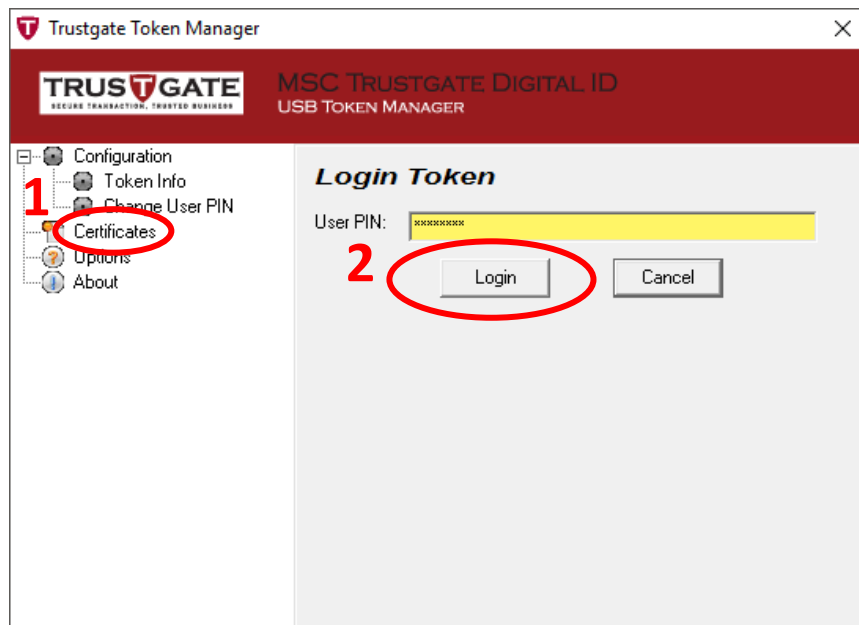 Trustgate Token Manager
TRUSTGATE
SECURE TRANSACTION, TRUSTED BUSINESS
MSC TRUSTGATE DIGITAL ID
USB TOKEN MANAGER
Configuration
Token Info
1
Change User PIN
Certificates
Options
About
Login Token
User PIN: ********
2
Login Cancel